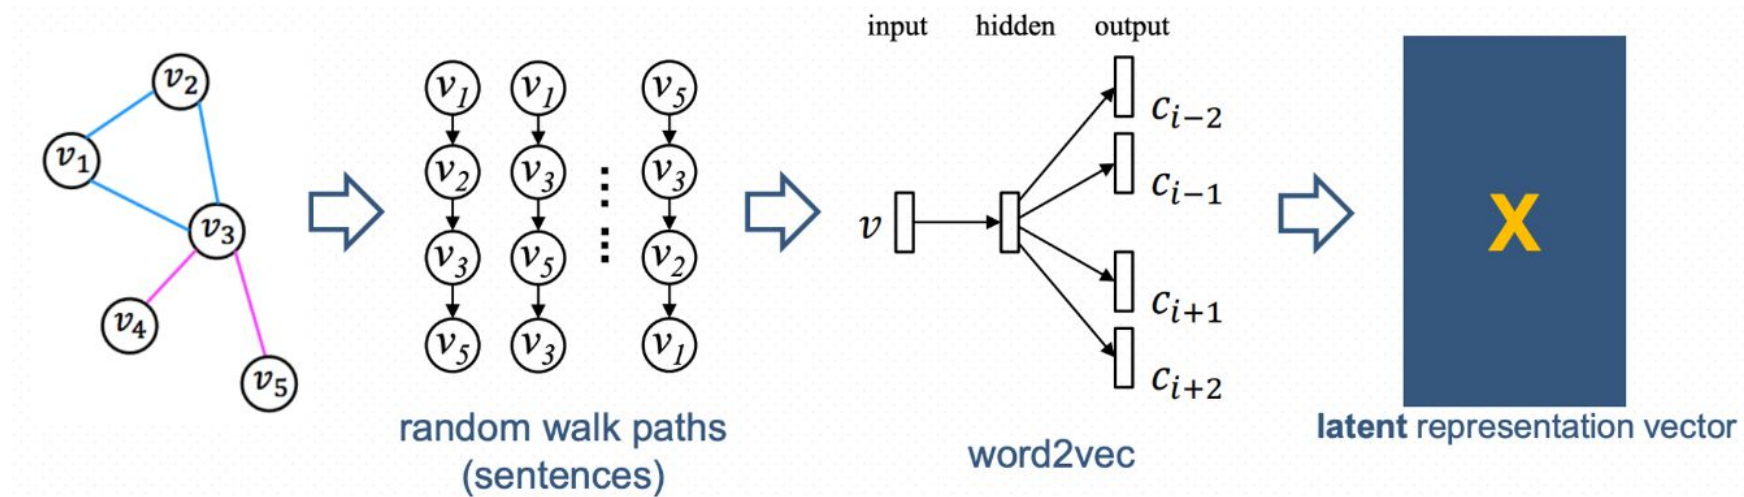 input hidden output
v₂
v₁
v₃
v₄
v₅
v₁ v₁ v₅
v₂ v₃ v₃
v₃ v₅ v₂
v₅ v₃ v₁
random walk paths
(sentences)
v
cᵢ₋₂
cᵢ₋₁
cᵢ₊₁
cᵢ₊₂
word2vec
X
latent representation vector